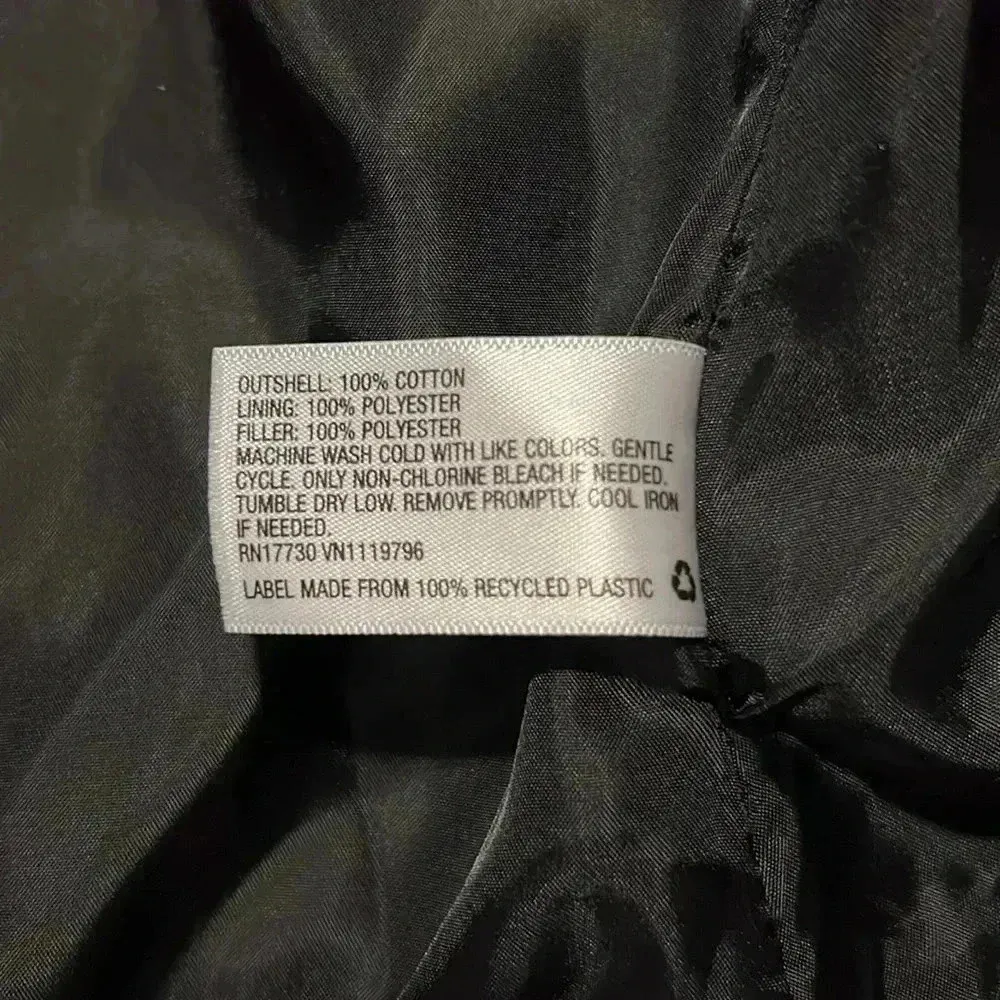 OUTSHELL: 100% COTTON
LINING: 100% POLYESTER
FILLER: 100% POLYESTER
MACHINE WASH COLD WITH LIKE COLORS. GENTLE
CYCLE. ONLY NON-CHLORINE BLEACH IF NEEDED.
TUMBLE DRY LOW. REMOVE PROMPTLY. COOL IRON
IF NEEDED.
RN17730 VN1119796
LABEL MADE FROM 100% RECYCLED PLASTIC